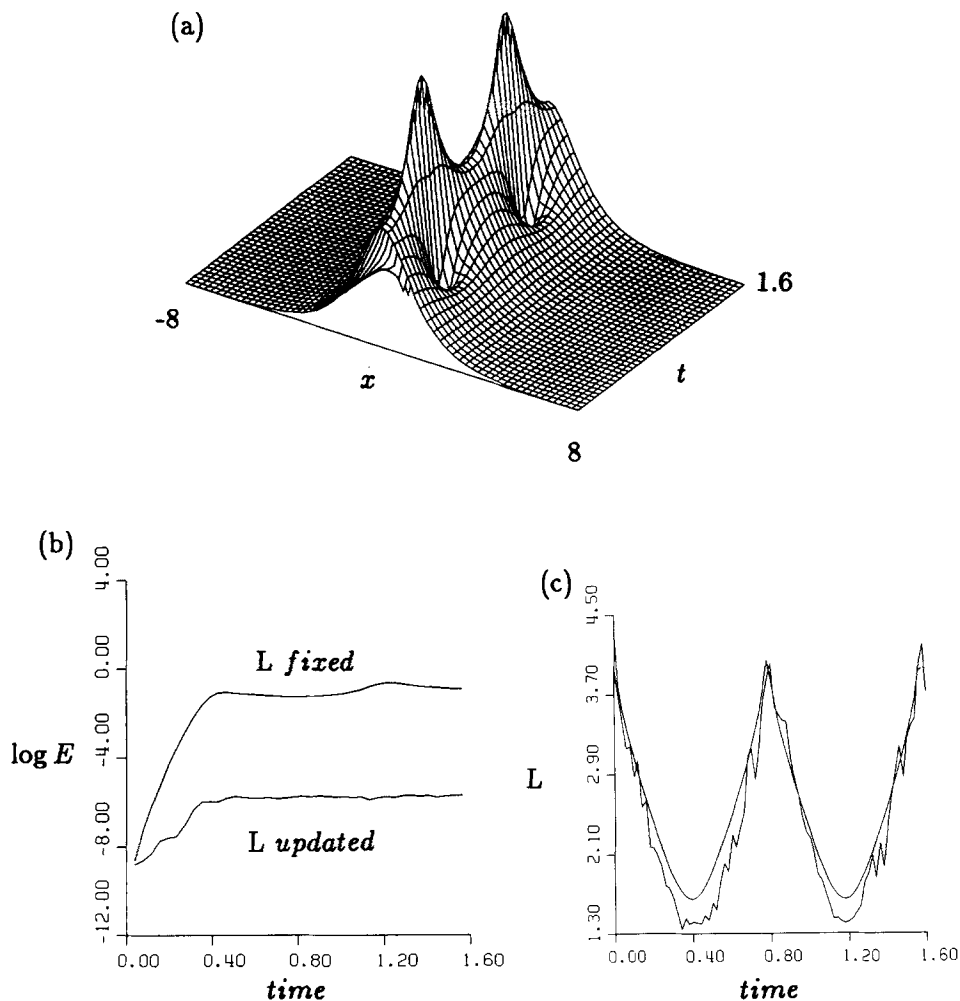 (a)
1.6
-8
x
t
8
(b)
4.00
0.00
-4.00
-8.00
-12.00
log E
L fixed
L updated
0.00 0.40 0.80 1.20 1.60
time
(c)
4.50
3.70
2.90
2.10
1.30
L
0.00 0.40 0.80 1.20 1.60
time